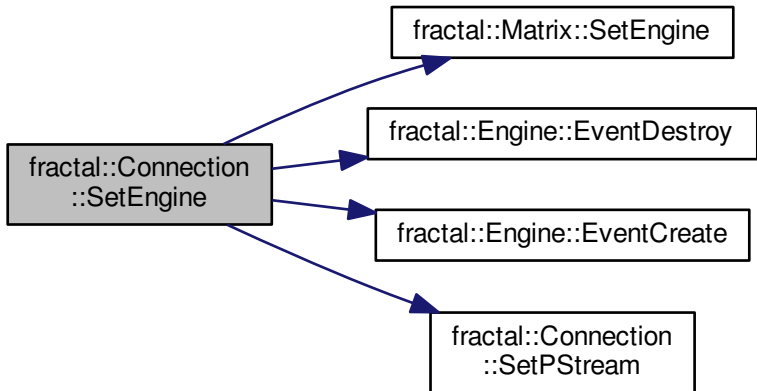 fractal::Matrix::SetEngine
fractal::Engine::EventDestroy
fractal::Connection
::SetEngine
fractal::Engine::EventCreate
fractal::Connection
::SetPStream